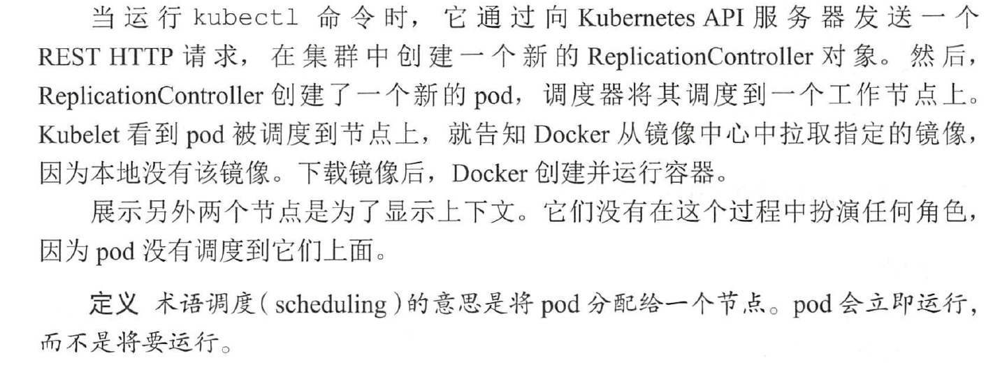 当运行 kubectl 命令时，它通过向 Kubernetes API 服务器发送一个
REST HTTP 请求，在集群中创建一个新的 ReplicationController 对象。然后，
ReplicationController 创建了一个新的 pod，调度器将其调度到一个工作节点上。
Kubelet 看到 pod 被调度到节点上，就告知 Docker 从镜像中心中拉取指定的镜像，
因为本地没有该镜像。下载镜像后，Docker 创建并运行容器。
展示另外两个节点是为了显示上下文。它们没有在这个过程中扮演任何角色，
因为 pod 没有调度到它们上面。
定义 术语调度（scheduling）的意思是将 pod 分配给一个节点。pod 会立即运行，
而不是将要运行。